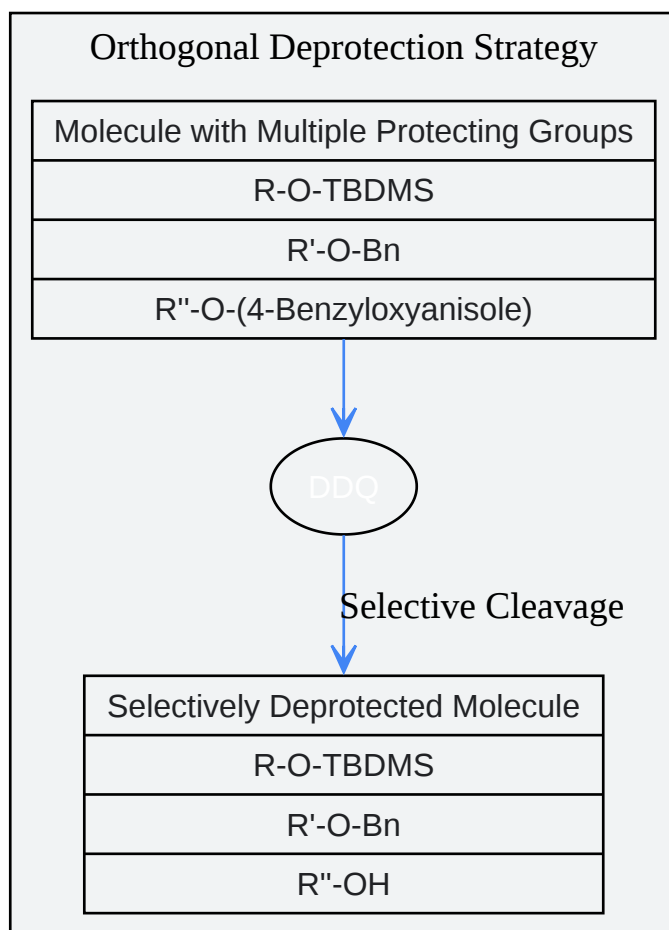 Orthogonal Deprotection Strategy
Molecule with Multiple Protecting Groups
R-O-TBDMS
R'-O-Bn
R''-O-(4-Benzyloxyanisole)
DDQ
Selective Cleavage
Selectively Deprotected Molecule
R-O-TBDMS
R'-O-Bn
R''-OH